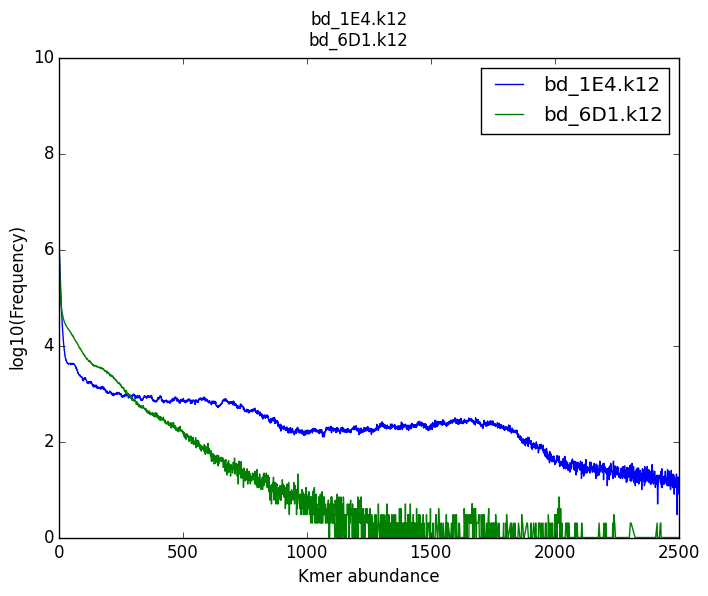 bd_1E4.k12
bd_6D1.k12
10
8
6
4
2
0
log10(Frequency)
bd_1E4.k12
bd_6D1.k12
0 500 1000 1500 2000 2500
Kmer abundance